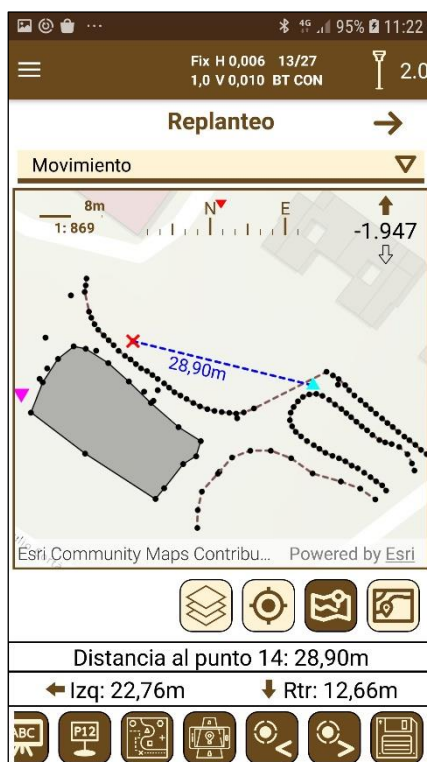 4G 95% 11:22
Fix H 0,006 13/27
1,0 V 0,010 BT CON
2.0
Replanteo
Movimiento
8m
1: 869
N
E
-1.947
28,90m
Esri Community Maps Contribu... Powered by Esri
Distancia al punto 14: 28,90m
Izq: 22,76m
Rtr: 12,66m
ABC
P12